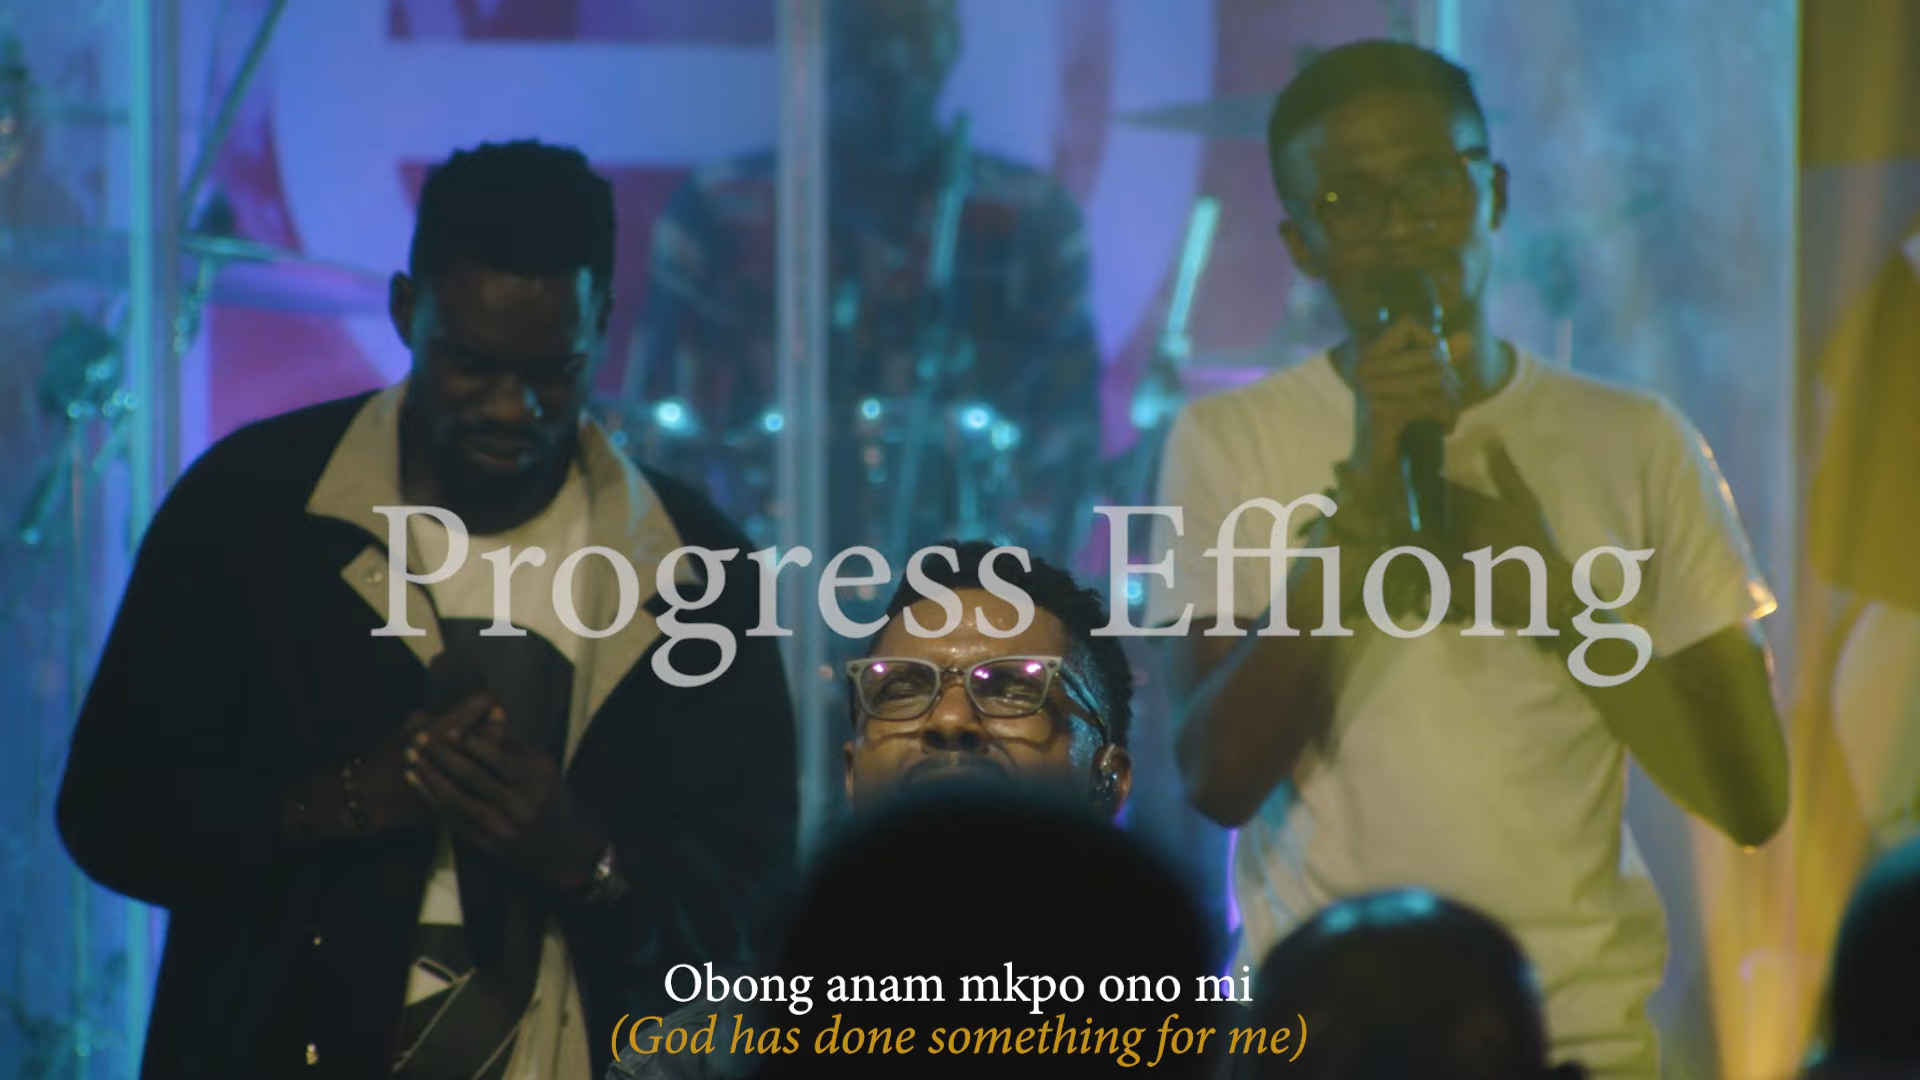 Progress Effiong
Obong anam mkpo ono mi
(God has done something for me)